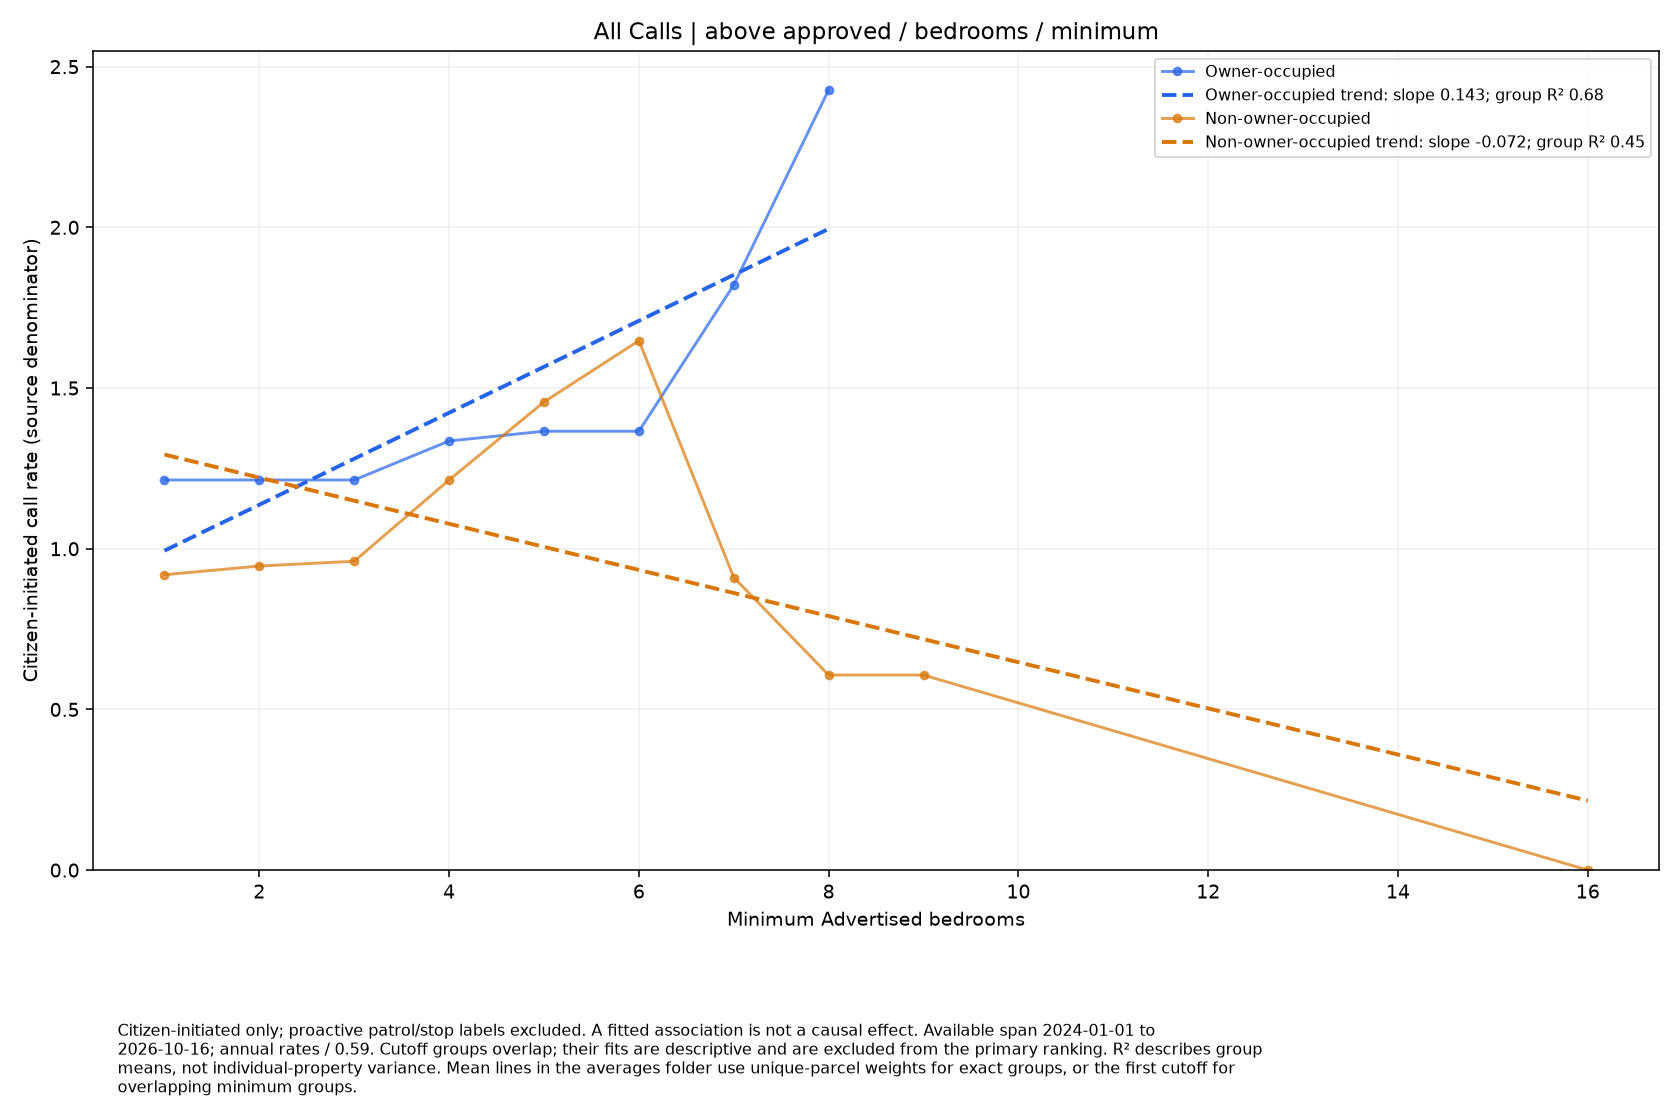 All Calls | above approved / bedrooms / minimum
Owner-occupied
Owner-occupied trend: slope 0.143; group R² 0.68
Non-owner-occupied
Non-owner-occupied trend: slope -0.072; group R² 0.45
Citizen-initiated call rate (source denominator)
2.5
2.0
1.5
1.0
0.5
0.0
2 4 6 8 10 12 14 16
Minimum Advertised bedrooms
Citizen-initiated only; proactive patrol/stop labels excluded. A fitted association is not a causal effect. Available span 2024-01-01 to
2026-10-16; annual rates / 0.59. Cutoff groups overlap; their fits are descriptive and are excluded from the primary ranking. R² describes group
means, not individual-property variance. Mean lines in the averages folder use unique-parcel weights for exact groups, or the first cutoff for
overlapping minimum groups.